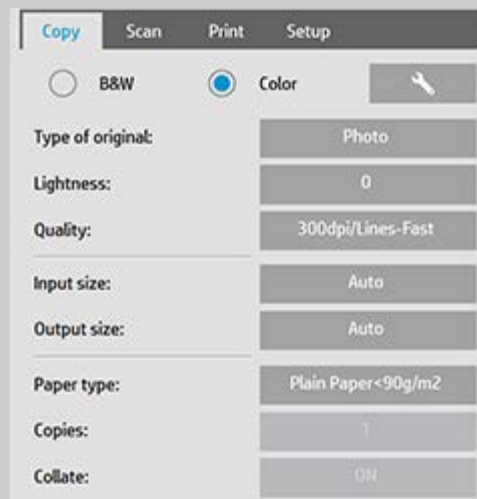 Copy Scan Print Setup
B&W Color
Type of original: Photo
Lightness: 0
Quality: 300dpi/Lines-Fast
Input size: Auto
Output size: Auto
Paper type: Plain Paper<90g/m2
Copies: 1
Collate: ON